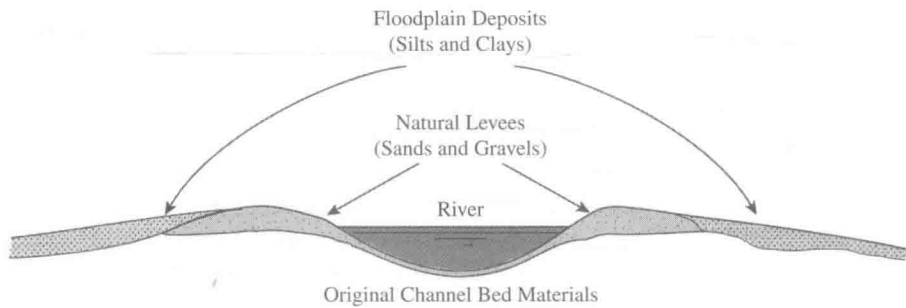 Floodplain Deposits
(Silts and Clays)
Natural Levees
(Sands and Gravels)
River
Original Channel Bed Materials